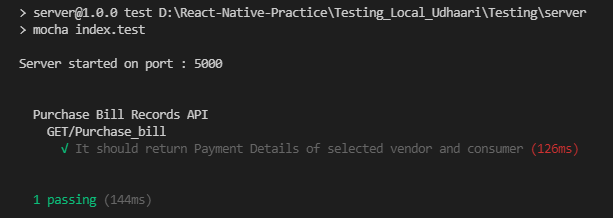 > server@1.0.0 test D:\React-Native-Practice\Testing_Local_Udhaari\Testing\server
> mocha index.test
Server started on port : 5000
Purchase Bill Records API
GET/Purchase_bill
√ It should return Payment Details of selected vendor and consumer (126ms)
1 passing (144ms)